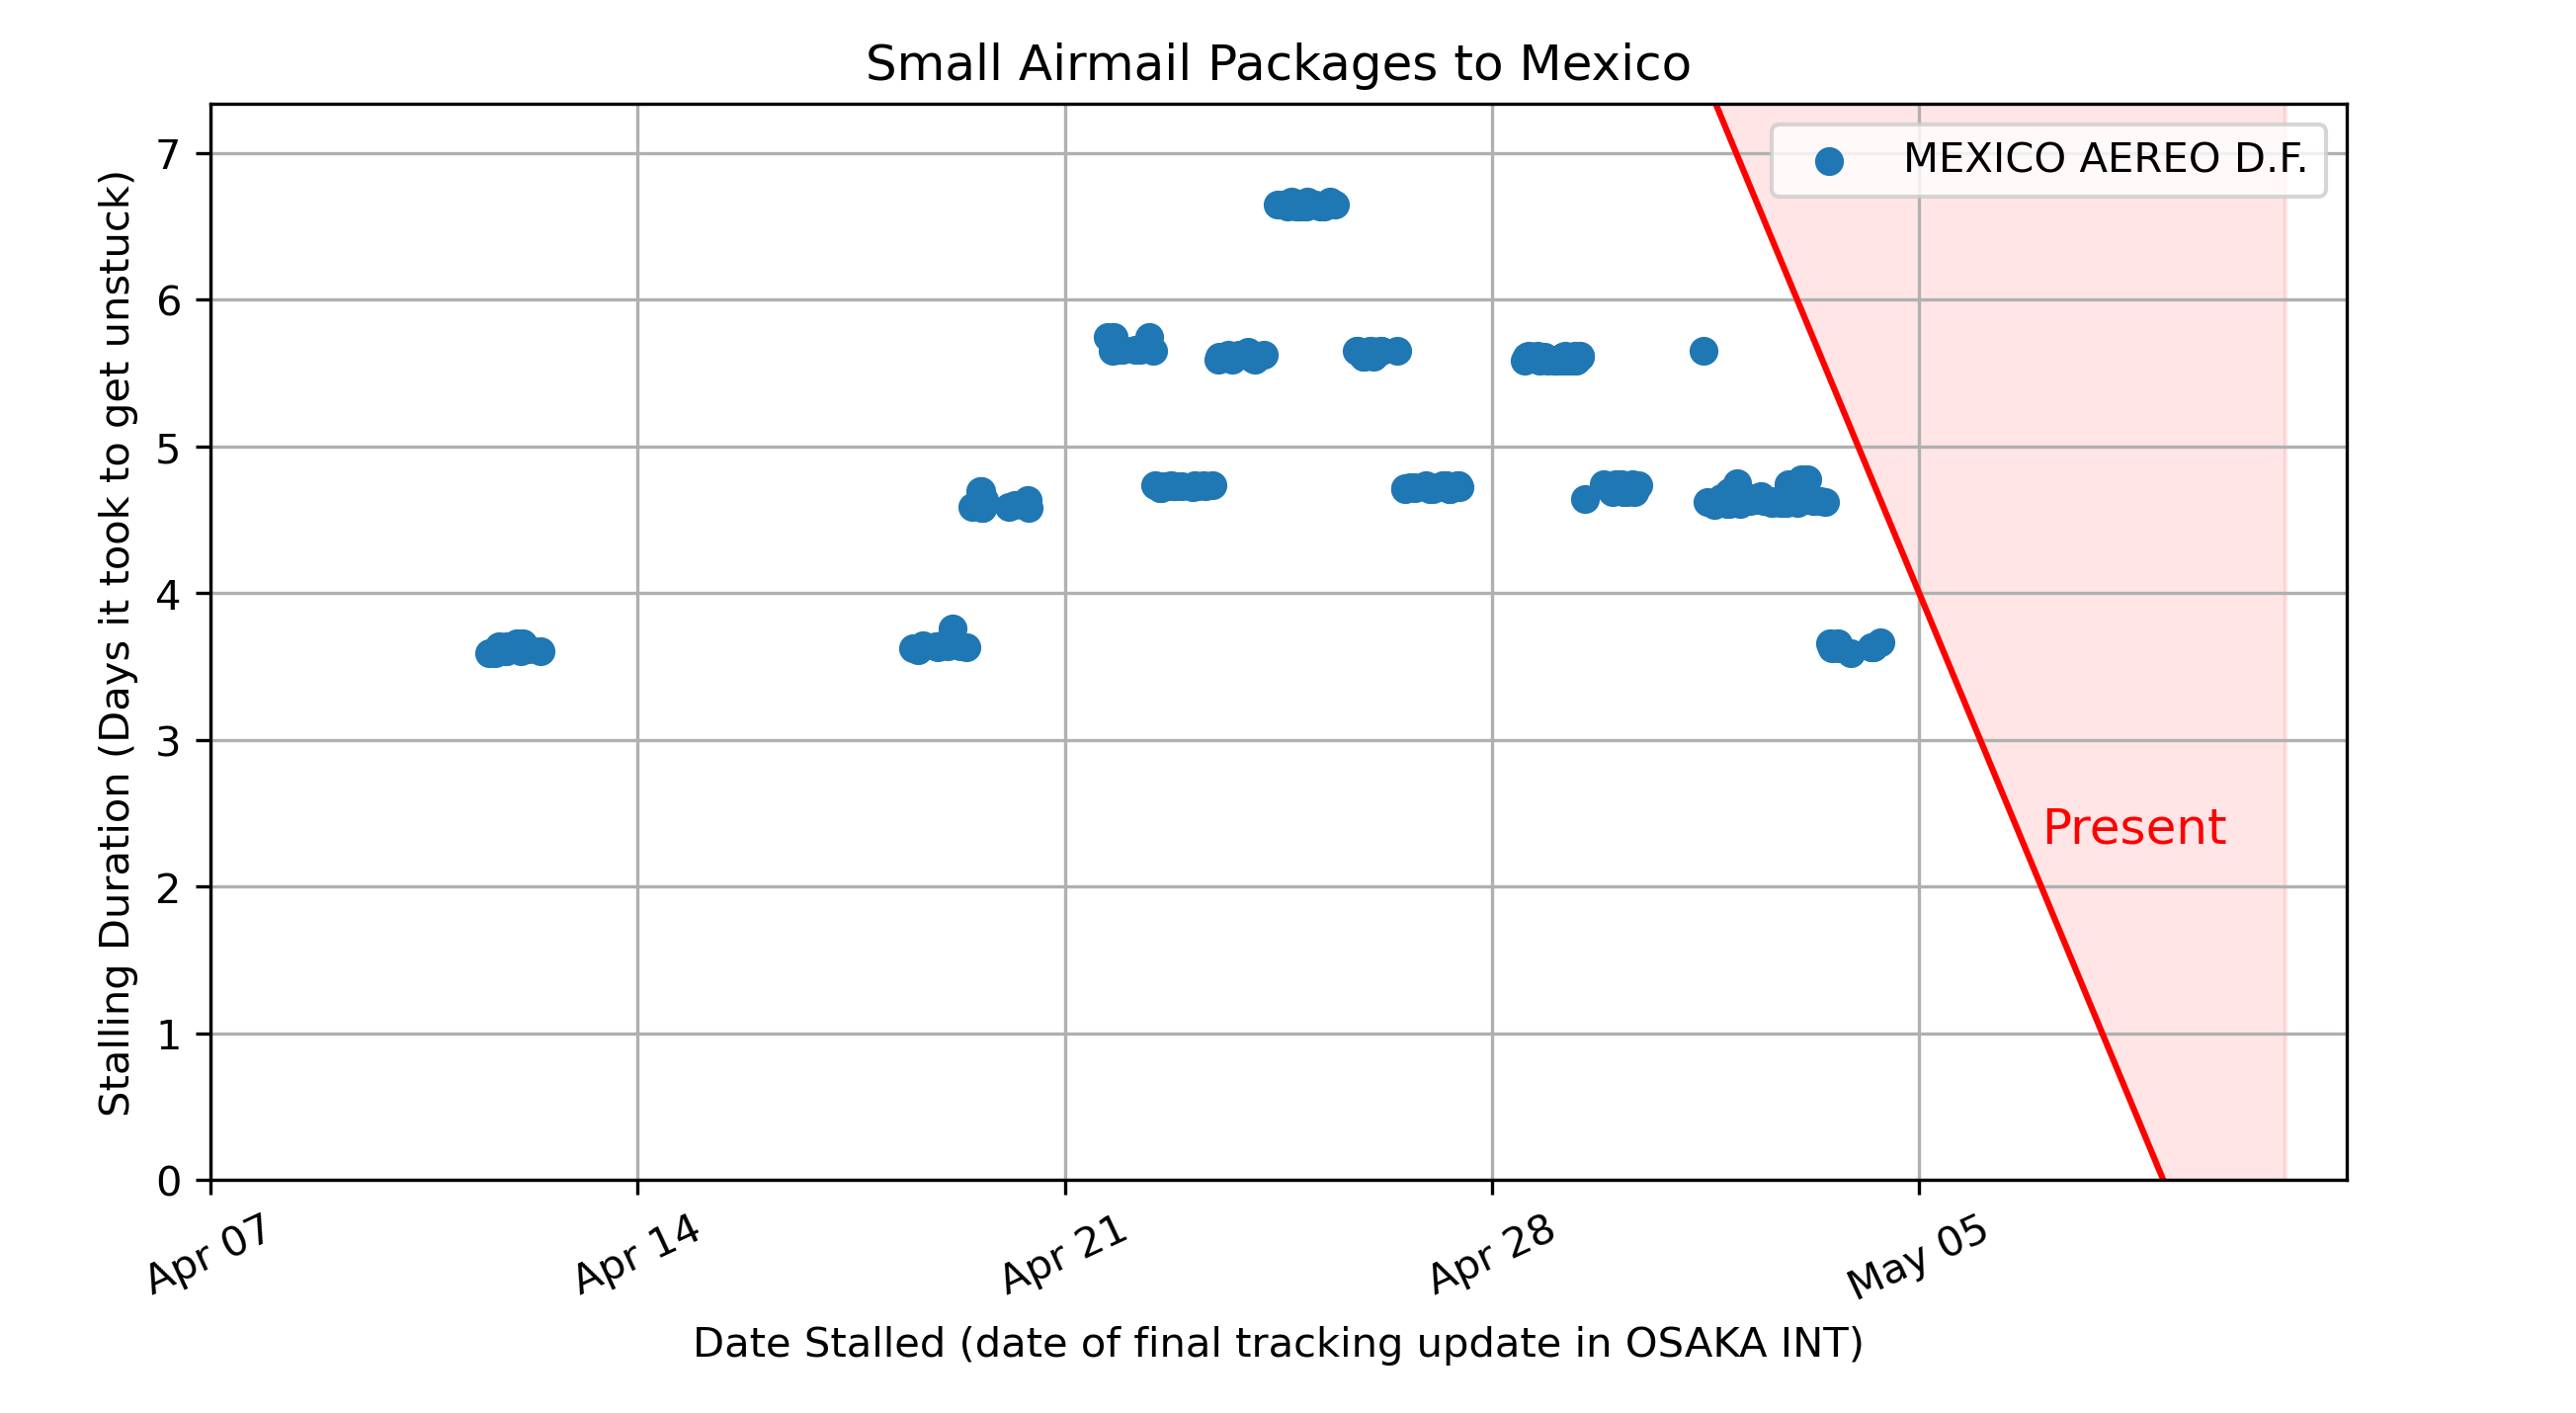 Small Airmail Packages to Mexico
MEXICO AEREO D.F.
Stalling Duration (Days it took to get unstuck)
7
6
5
4
3
2
1
0
Present
Apr 07
Apr 14
Apr 21
Apr 28
May 05
Date Stalled (date of final tracking update in OSAKA INT)